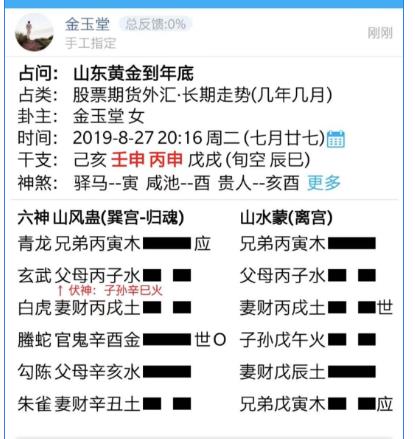 金玉堂 总反馈:0%
手工指定
刚刚
占问： 山东黄金到年底
占类： 股票期货外汇·长期走势(几年几月)
卦主： 金玉堂 女
时间： 2019-8-27 20:16 周二 (七月廿七)
干支： 己亥 壬申 丙申 戊戌 (旬空 辰巳)
神煞： 驿马--寅 咸池--酉 贵人--亥酉 更多
六神 山风蛊(巽宫-归魂) 山水蒙(离宫)
青龙 兄弟丙寅木 应 兄弟丙寅木
玄武 父母丙子水 父母丙子水
↑ 伏神：子孙辛巳火
白虎 妻财丙戌土 妻财丙戌土 世
螣蛇 官鬼辛酉金 世 O 子孙戊午火
勾陈 父母辛亥水 妻财戊辰土
朱雀 妻财辛丑土 兄弟戊寅木 应